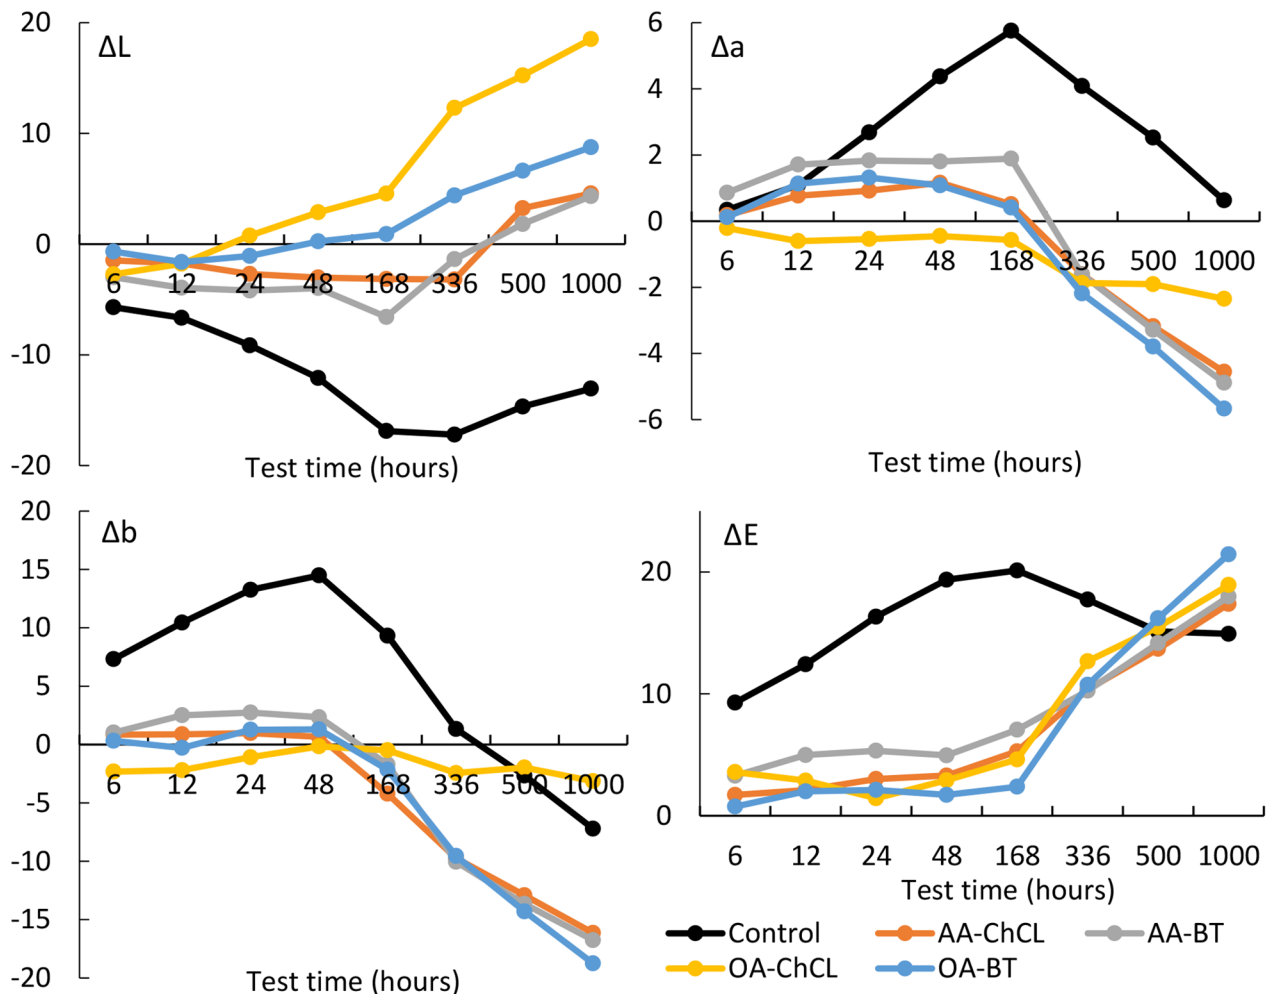 ΔL
20
10
0
-10
-20
6 12 24 48 168 336 500 1000
Test time (hours)
Δa
6
4
2
0
-2
-4
-6
6 12 24 48 168 336 500 1000
Test time (hours)
Δb
20
15
10
5
0
-5
-10
-15
-20
6 12 24 48 168 336 500 1000
Test time (hours)
ΔE
20
10
0
6 12 24 48 168 336 500 1000
Test time (hours)
Control AA-ChCL AA-BT
OA-ChCL OA-BT